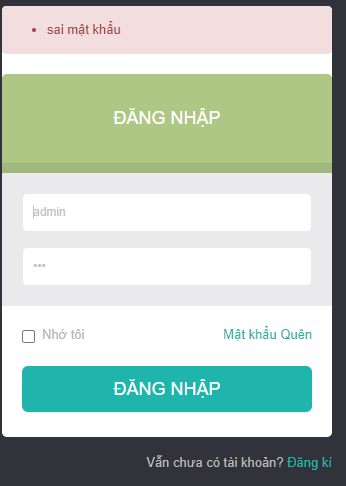 sai mật khẩu
ĐĂNG NHẬP
admin
•••
Nhớ tôi
Mật khẩu Quên
ĐĂNG NHẬP
Vẫn chưa có tài khoản? Đăng kí